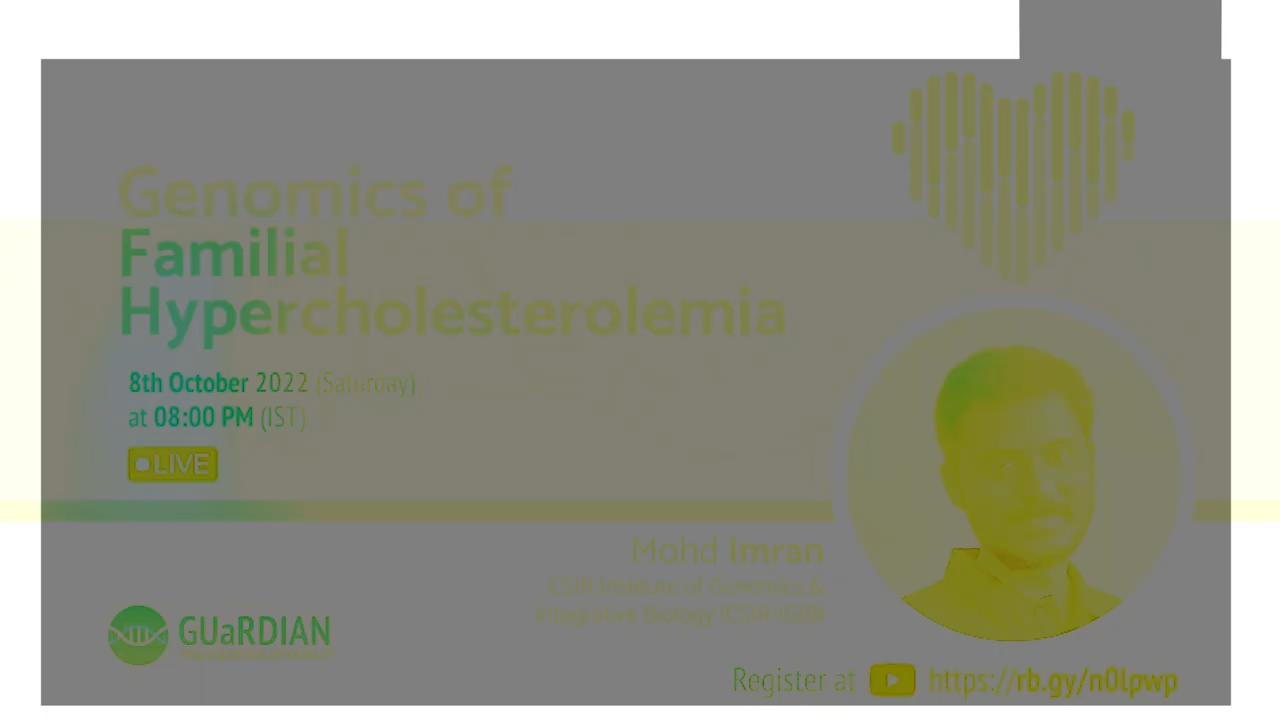 Genomics of
Familial
Hypercholesterolemia
8th October 2022 (Saturday)
at 08:00 PM (IST)
LIVE
Mohd Imran
CSIR Institute of Genomics &
Integrative Biology (CSIR-IGIB)
GUaRDIAN
Register at https://rb.gy/n0lpwp